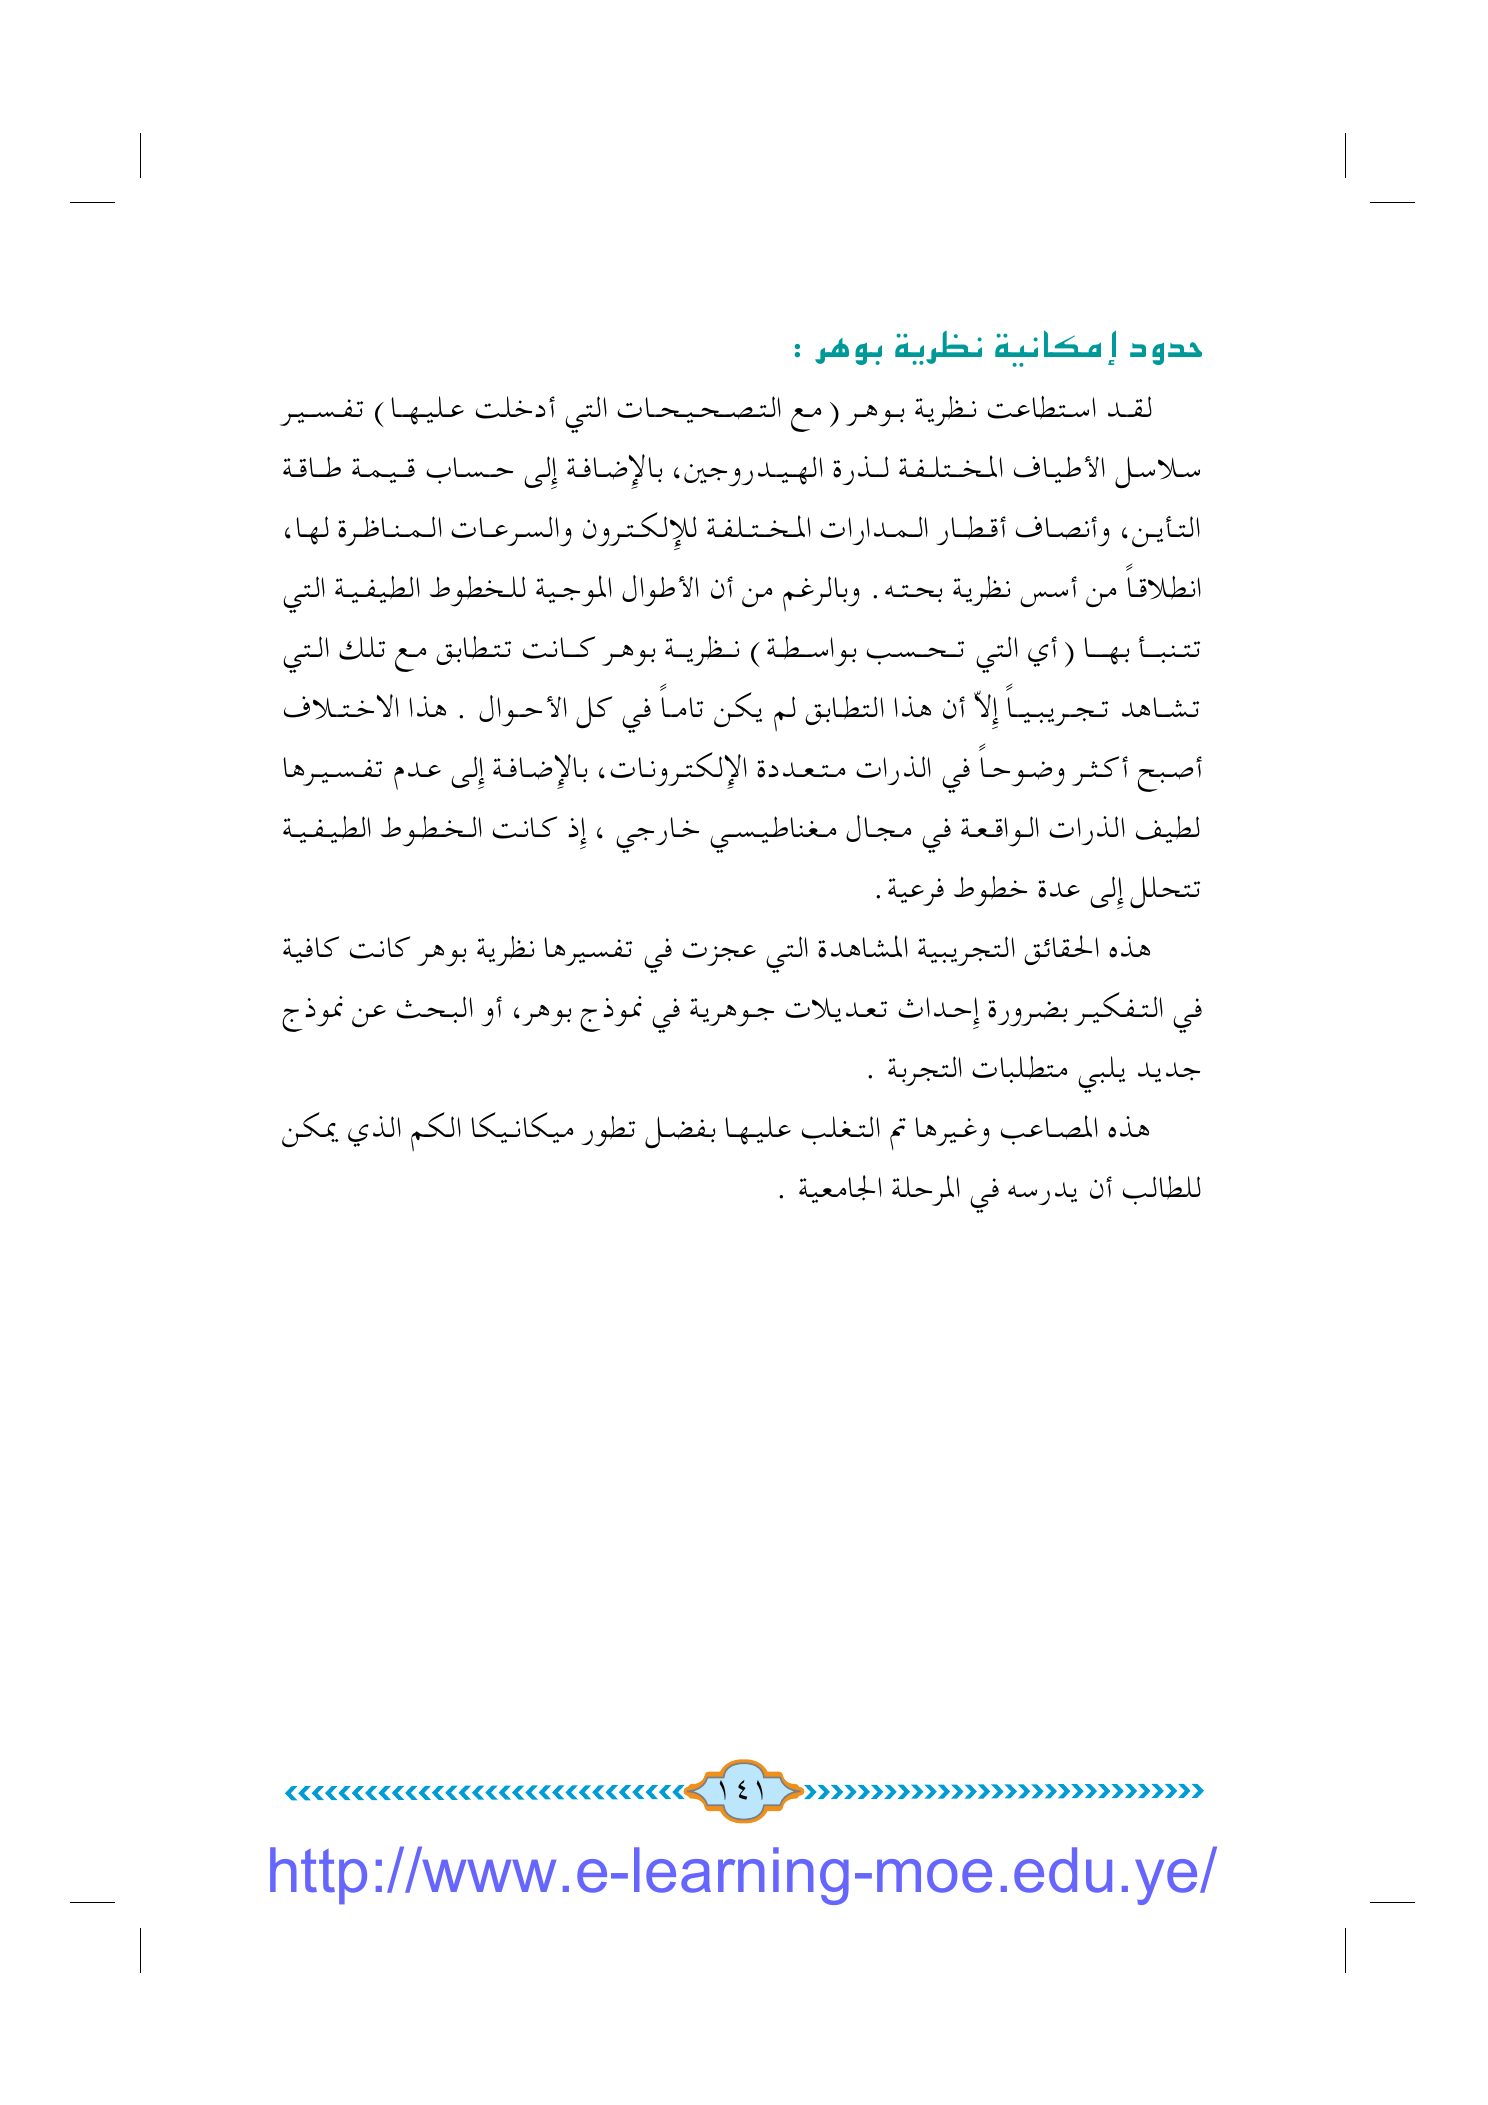 حدود إمكانية نظرية بوهر :
لقد استطاعت نظرية بوهر ( مع التصحيحات التي أدخلت عليها ) تفسير
سلاسل الأطياف المختلفة لذرة الهيدروجين، بالإضافة إلى حساب قيمة طاقة
التأين، وأنصاف أقطار المدارات المختلفة للإلكترون والسرعات المناظرة لها،
انطلاقاً من أسس نظرية بحته . وبالرغم من أن الأطوال الموجية للخطوط الطيفية التي
تتنبأ بها ( أي التي تحسب بواسطة ) نظرية بوهر كانت تتطابق مع تلك التي
تشاهد تجريبياً إلاّ أن هذا التطابق لم يكن تاماً في كل الأحوال . هذا الاختلاف
أصبح أكثر وضوحاً في الذرات متعددة الإلكترونات، بالإضافة إلى عدم تفسيرها
لطيف الذرات الواقعة في مجال مغناطيسي خارجي ، إذ كانت الخطوط الطيفية
تتحلل إلى عدة خطوط فرعية .
هذه الحقائق التجريبية المشاهدة التي عجزت في تفسيرها نظرية بوهر كانت كافية
في التفكير بضرورة إحداث تعديلات جوهرية في نموذج بوهر، أو البحث عن نموذج
جديد يلبي متطلبات التجربة .
هذه المصاعب وغيرها تم التغلب عليها بفضل تطور ميكانيكا الكم الذي يمكن
للطالب أن يدرسه في المرحلة الجامعية .
١٤١
http://www.e-learning-moe.edu.ye/